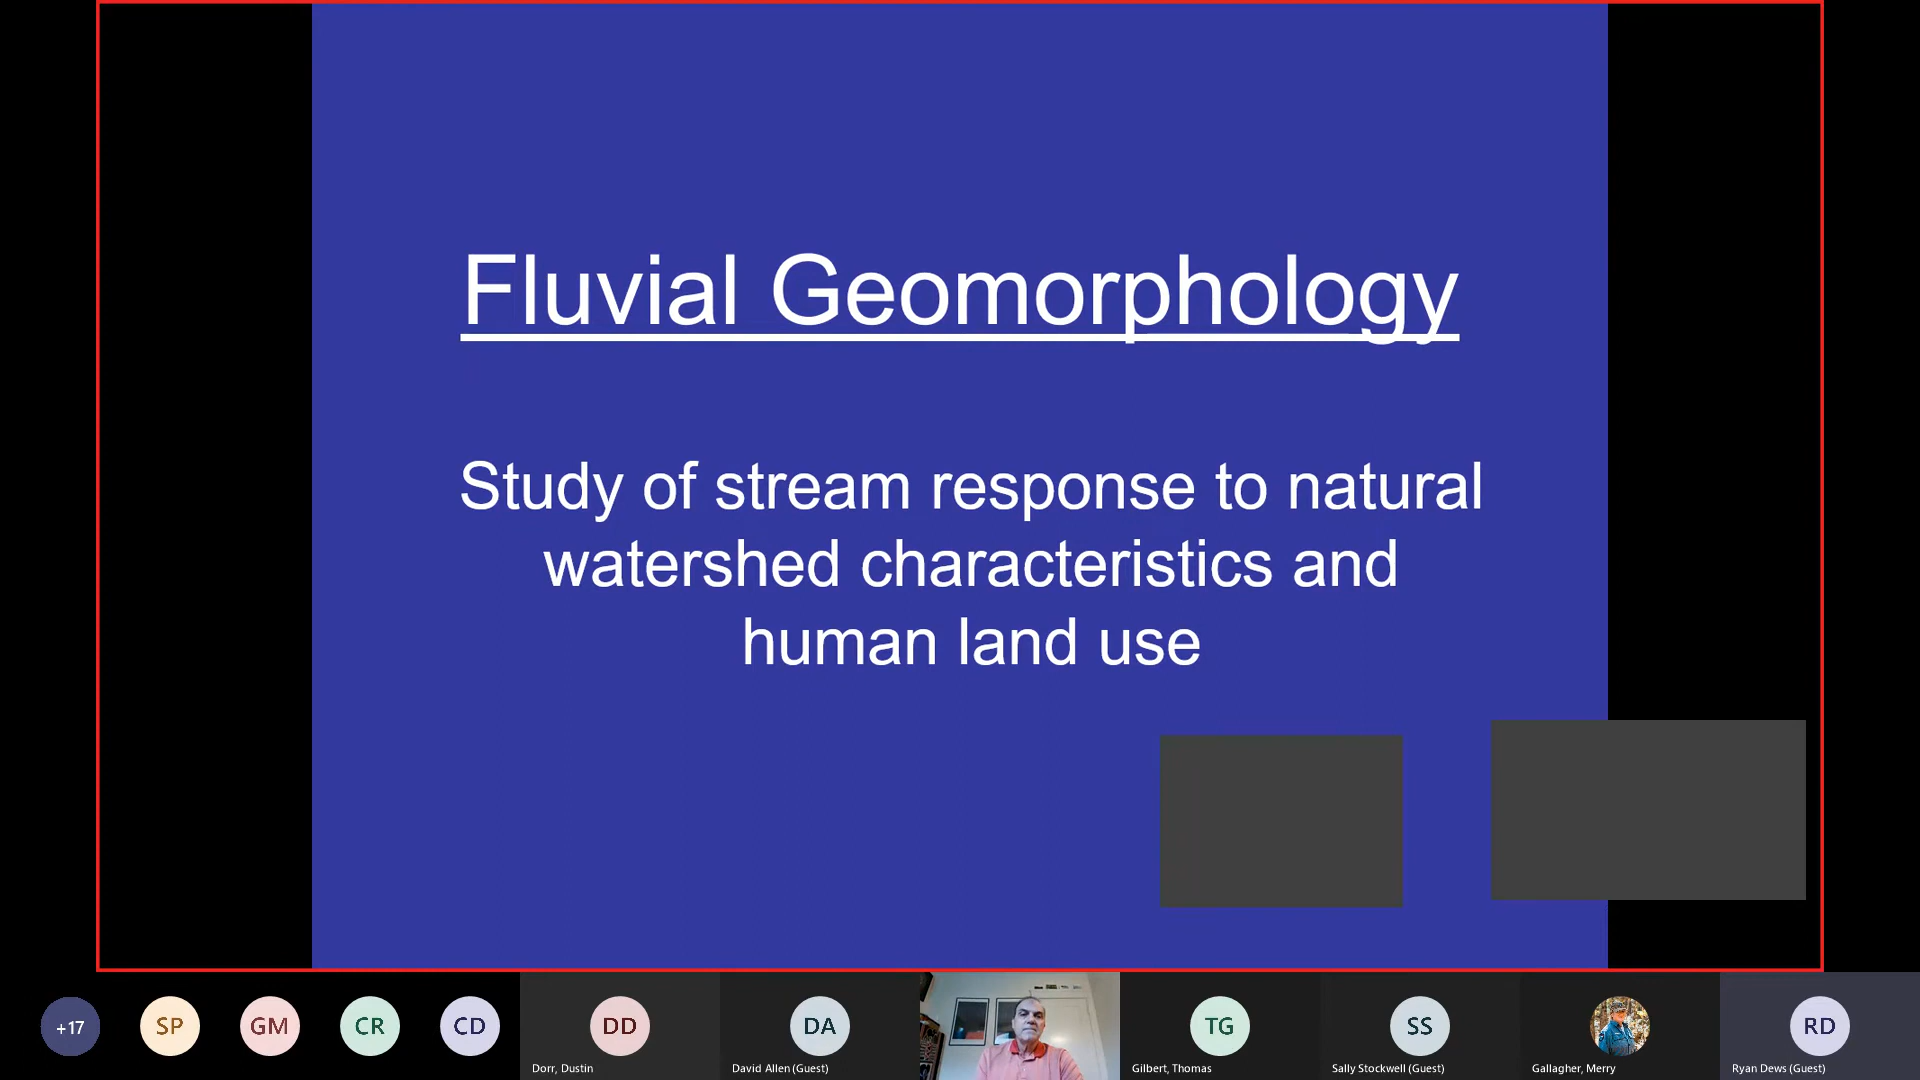 Fluvial Geomorphology
Study of stream response to natural
watershed characteristics and
human land use
+17
SP
GM
CR
CD
DD
DA
TG
SS
RD
Dorr, Dustin
David Allen (Guest)
Gilbert, Thomas
Sally Stockwell (Guest)
Gallagher, Merry
Ryan Dews (Guest)